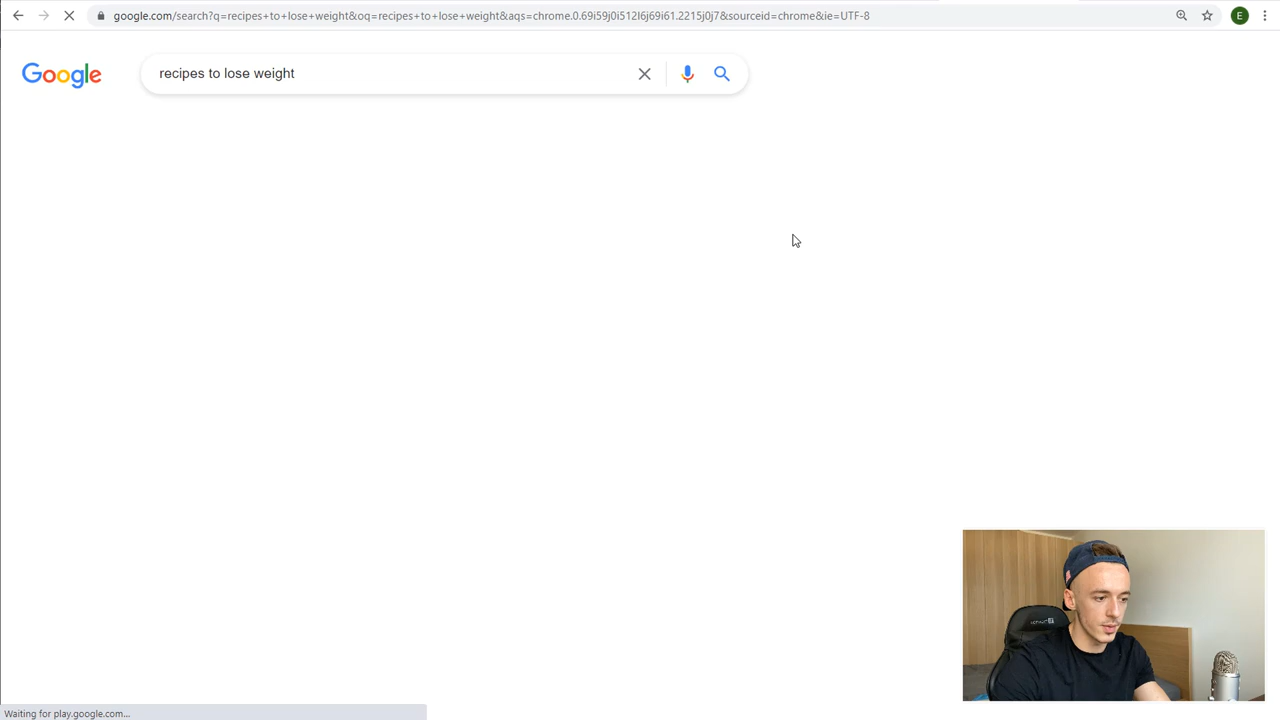 google.com/search?q=recipes+to+lose+weight&oq=recipes+to+lose+weight&aqs=chrome.0.69i59j0i512l6j69i61.2215j0j7&sourceid=chrome&ie=UTF-8
E
Google
recipes to lose weight
Waiting for play.google.com...